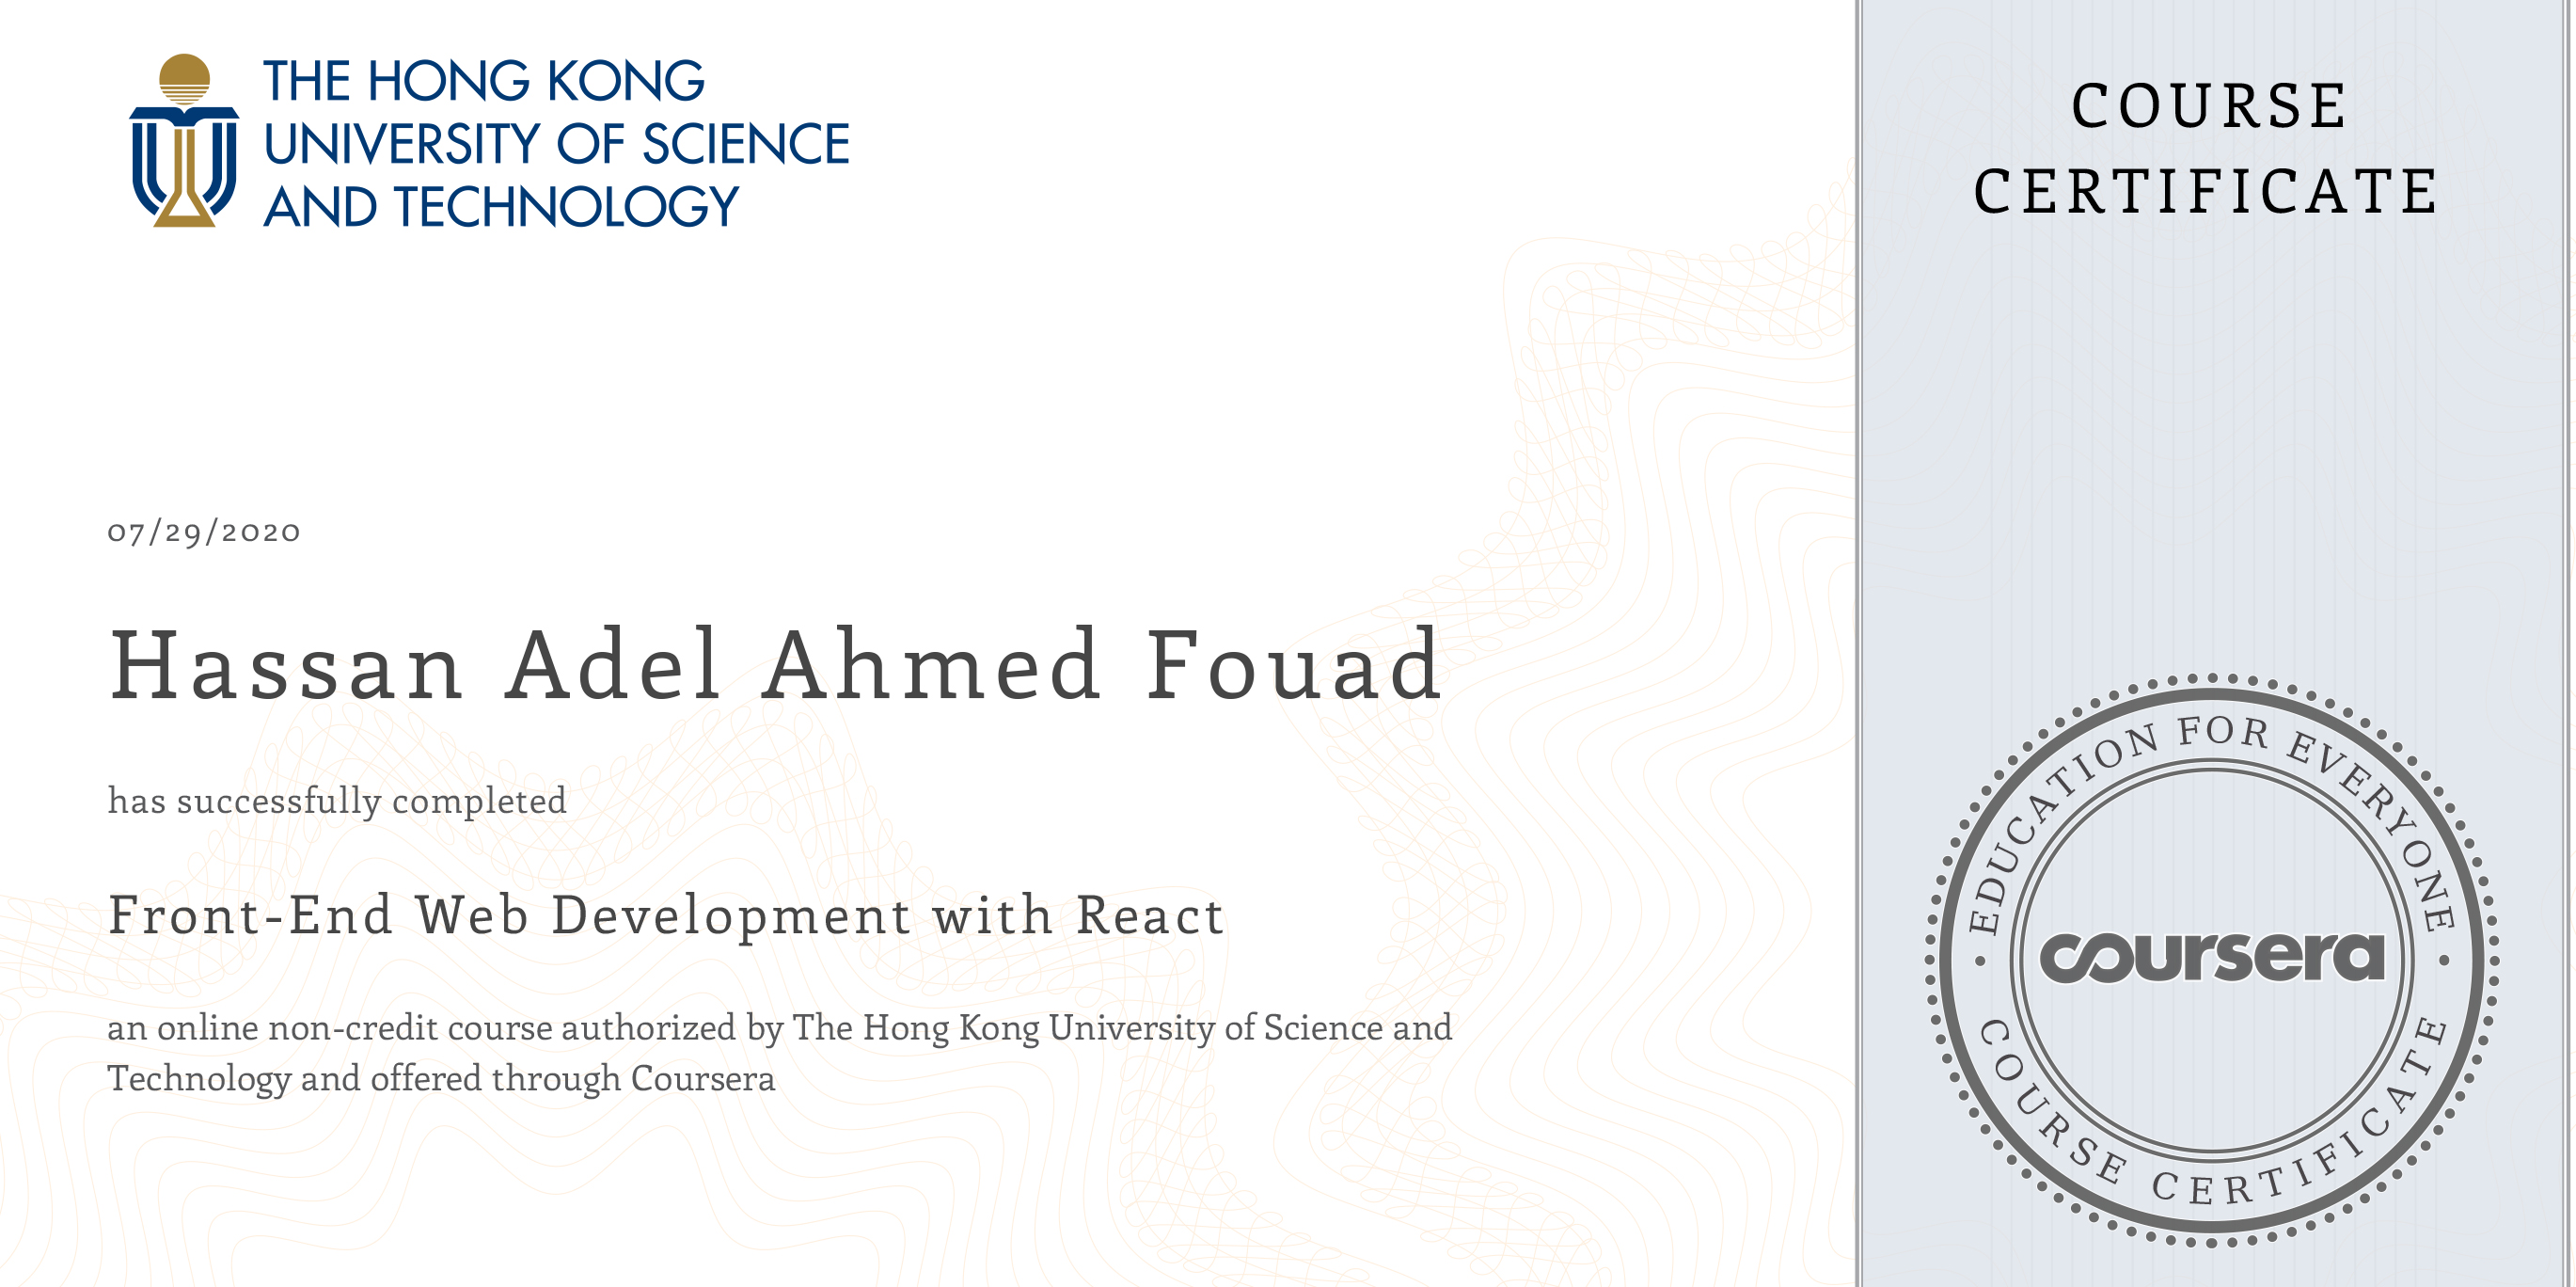 THE HONG KONG
UNIVERSITY OF SCIENCE
AND TECHNOLOGY
COURSE
CERTIFICATE
07/29/2020
Hassan Adel Ahmed Fouad
has successfully completed
Front-End Web Development with React
an online non-credit course authorized by The Hong Kong University of Science and
Technology and offered through Coursera
EDUCATION FOR EVERYONE
coursera
COURSE CERTIFICATE